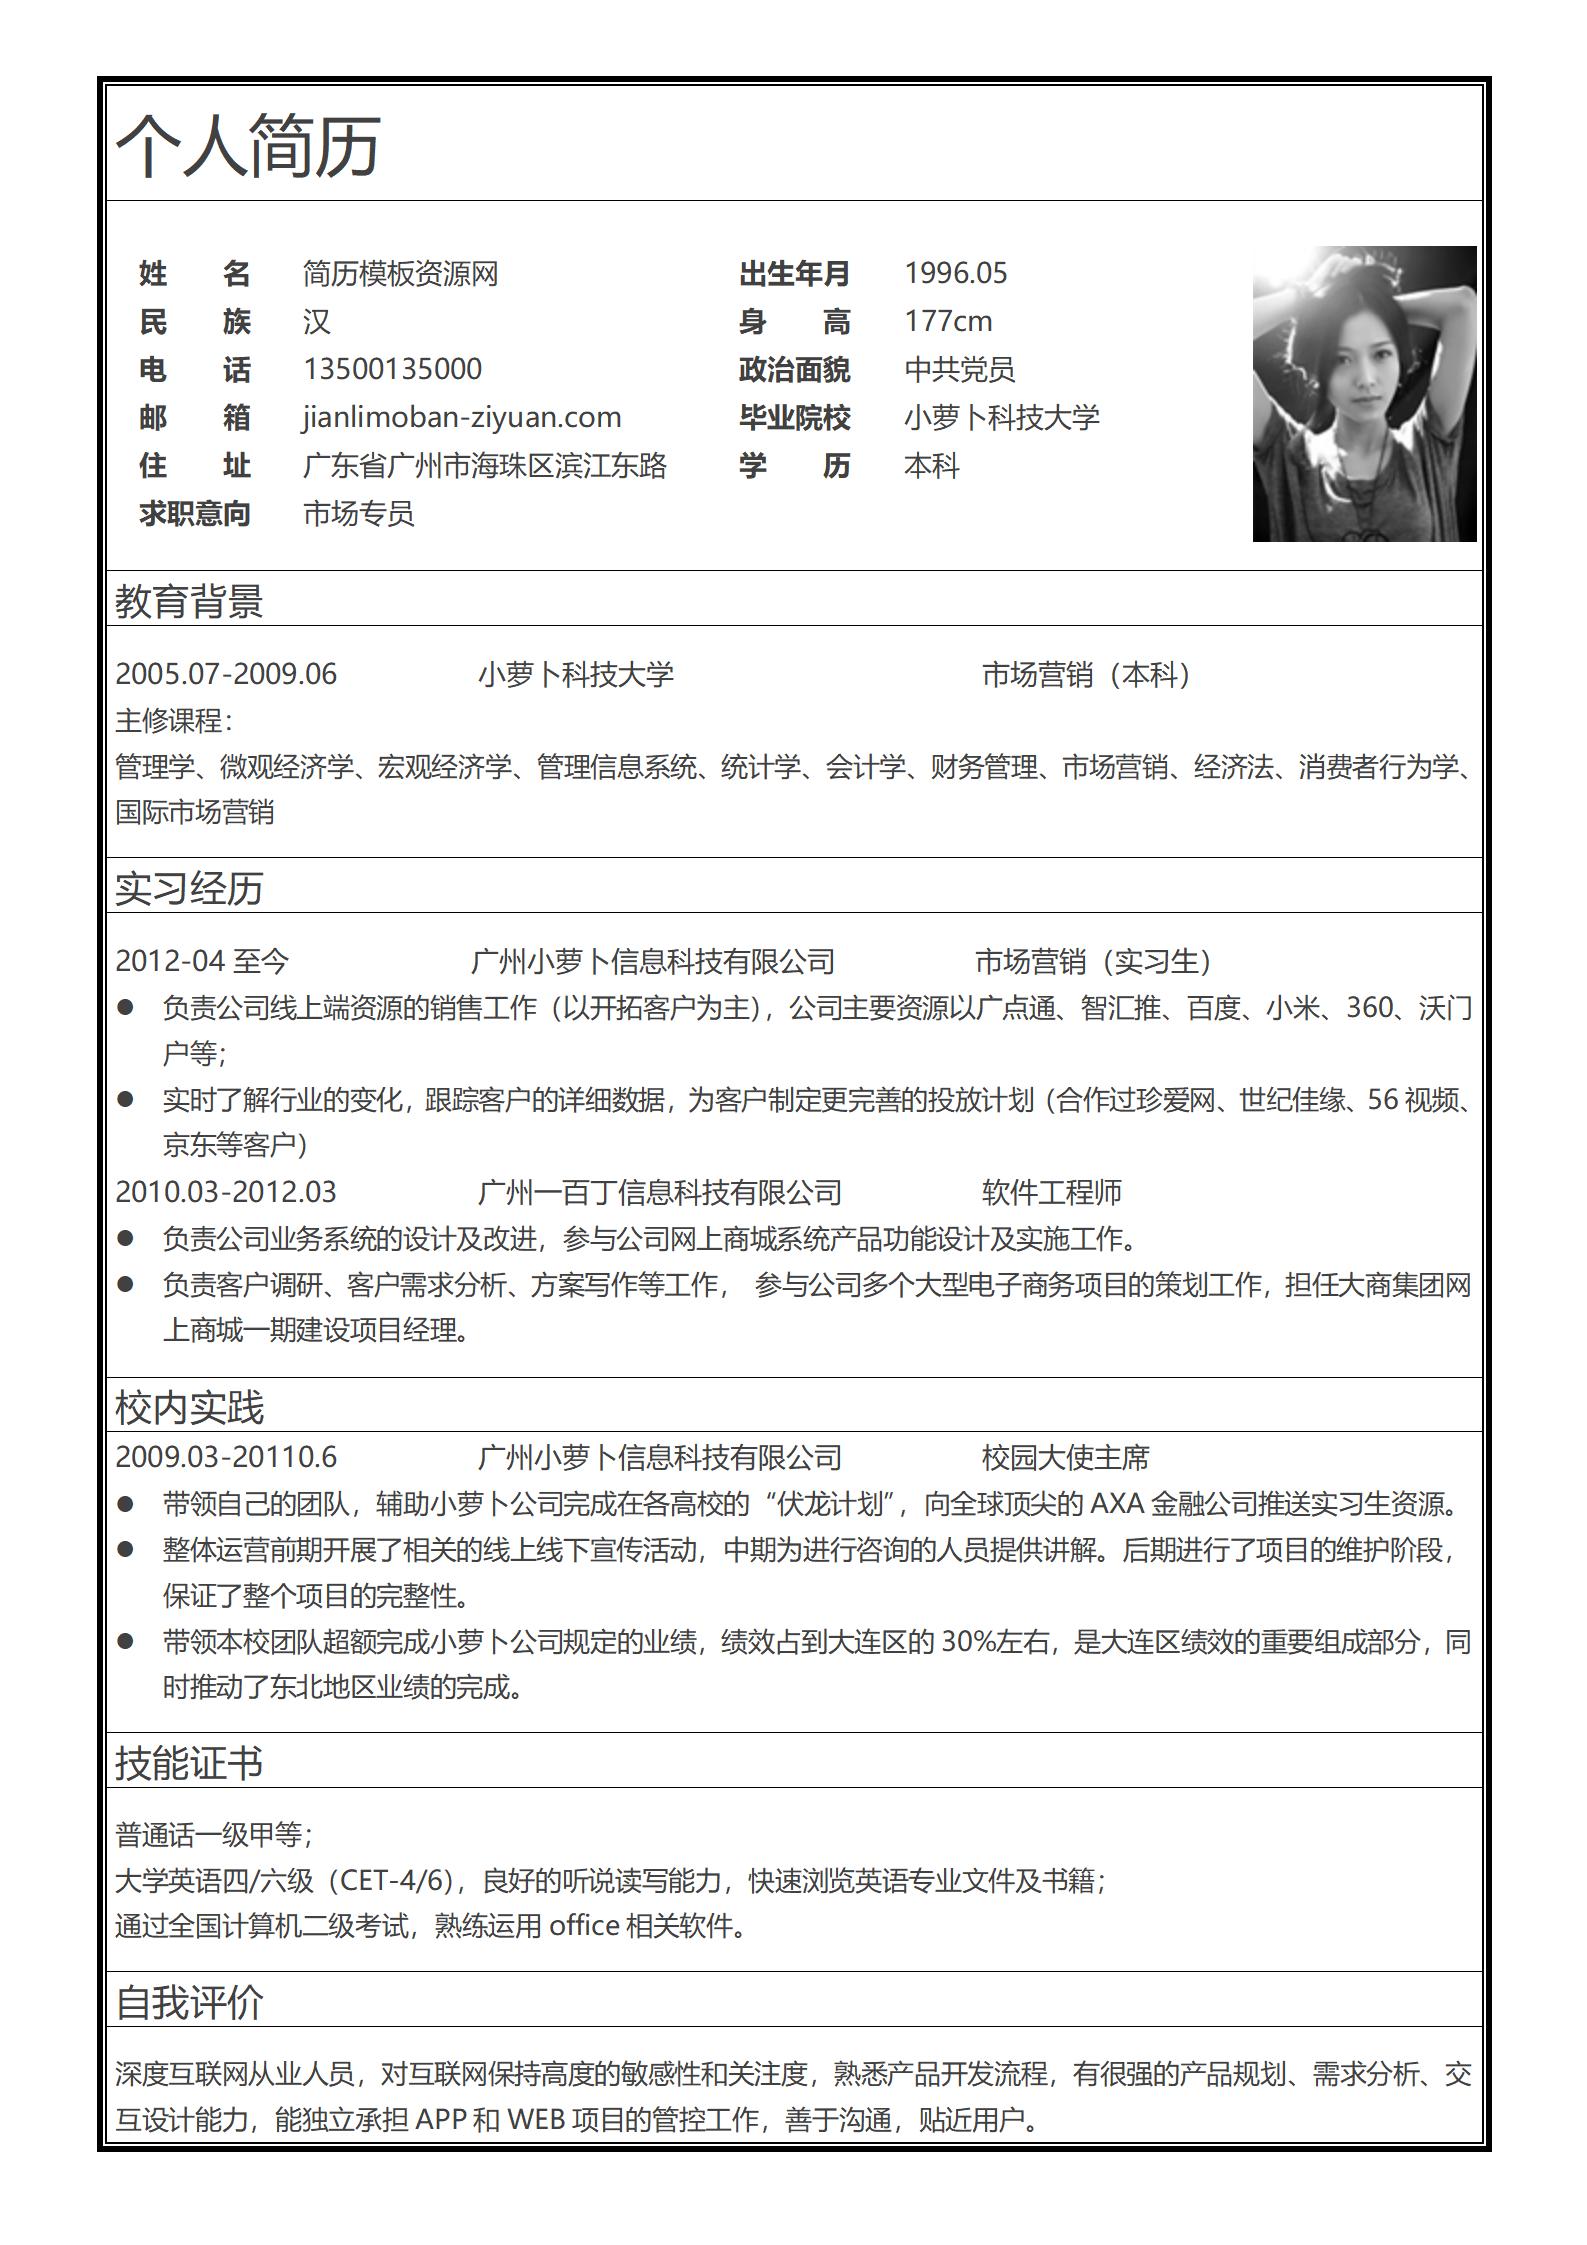 个人简历
姓 名 简历模板资源网 出生年月 1996.05
民 族 汉 身 高 177cm
电 话 13500135000 政治面貌 中共党员
邮 箱 jianlimoban-ziyuan.com 毕业院校 小萝卜科技大学
住 址 广东省广州市海珠区滨江东路 学 历 本科
求职意向 市场专员
教育背景
2005.07-2009.06 小萝卜科技大学 市场营销（本科）
主修课程：
管理学、微观经济学、宏观经济学、管理信息系统、统计学、会计学、财务管理、市场营销、经济法、消费者行为学、
国际市场营销
实习经历
2012-04 至今 广州小萝卜信息科技有限公司 市场营销（实习生）
● 负责公司线上端资源的销售工作（以开拓客户为主），公司主要资源以广点通、智汇推、百度、小米、360、沃门
户等；
● 实时了解行业的变化，跟踪客户的详细数据，为客户制定更完善的投放计划（合作过珍爱网、世纪佳缘、56 视频、
京东等客户）
2010.03-2012.03 广州一百丁信息科技有限公司 软件工程师
● 负责公司业务系统的设计及改进，参与公司网上商城系统产品功能设计及实施工作。
● 负责客户调研、客户需求分析、方案写作等工作， 参与公司多个大型电子商务项目的策划工作，担任大商集团网
上商城一期建设项目经理。
校内实践
2009.03-20110.6 广州小萝卜信息科技有限公司 校园大使主席
● 带领自己的团队，辅助小萝卜公司完成在各高校的“伏龙计划”，向全球顶尖的 AXA 金融公司推送实习生资源。
● 整体运营前期开展了相关的线上线下宣传活动，中期为进行咨询的人员提供讲解。后期进行了项目的维护阶段，
保证了整个项目的完整性。
● 带领本校团队超额完成小萝卜公司规定的业绩，绩效占到大连区的 30%左右，是大连区绩效的重要组成部分，同
时推动了东北地区业绩的完成。
技能证书
普通话一级甲等；
大学英语四/六级（CET-4/6），良好的听说读写能力，快速浏览英语专业文件及书籍；
通过全国计算机二级考试，熟练运用 office 相关软件。
自我评价
深度互联网从业人员，对互联网保持高度的敏感性和关注度，熟悉产品开发流程，有很强的产品规划、需求分析、交
互设计能力，能独立承担 APP 和 WEB 项目的管控工作，善于沟通，贴近用户。